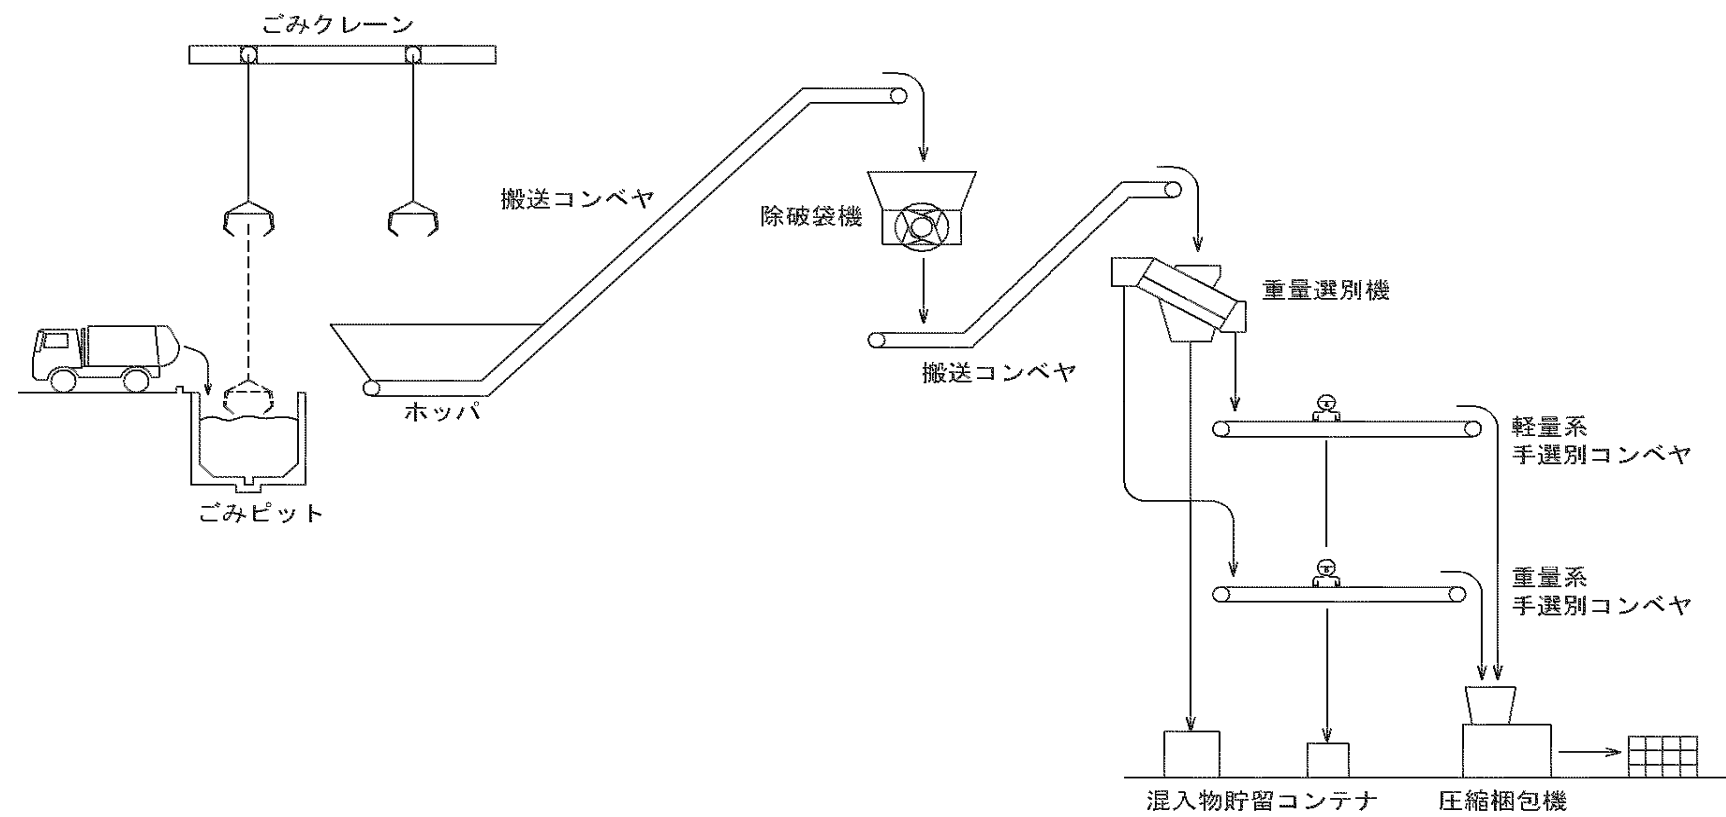 ごみクレーン
搬送コンベヤ
除破袋機
重量選別機
搬送コンベヤ
ホッパ
軽量系
手選別コンベヤ
ごみピット
重量系
手選別コンベヤ
混入物貯留コンテナ
圧縮梱包機